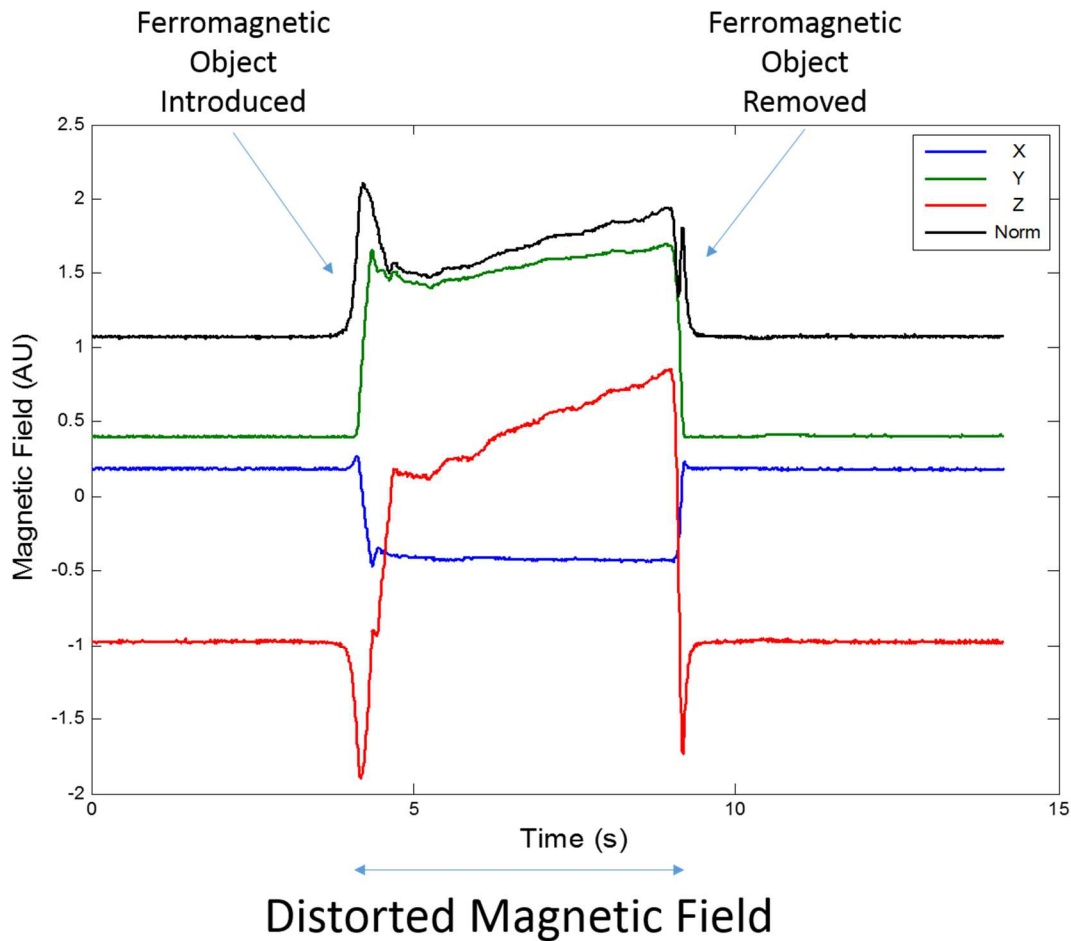 Ferromagnetic
Object
Introduced
Ferromagnetic
Object
Removed
2.5
2
1.5
1
0.5
0
-0.5
-1
-1.5
-2
Magnetic Field (AU)
X
Y
Z
Norm
0
5
10
15
Time (s)
Distorted Magnetic Field